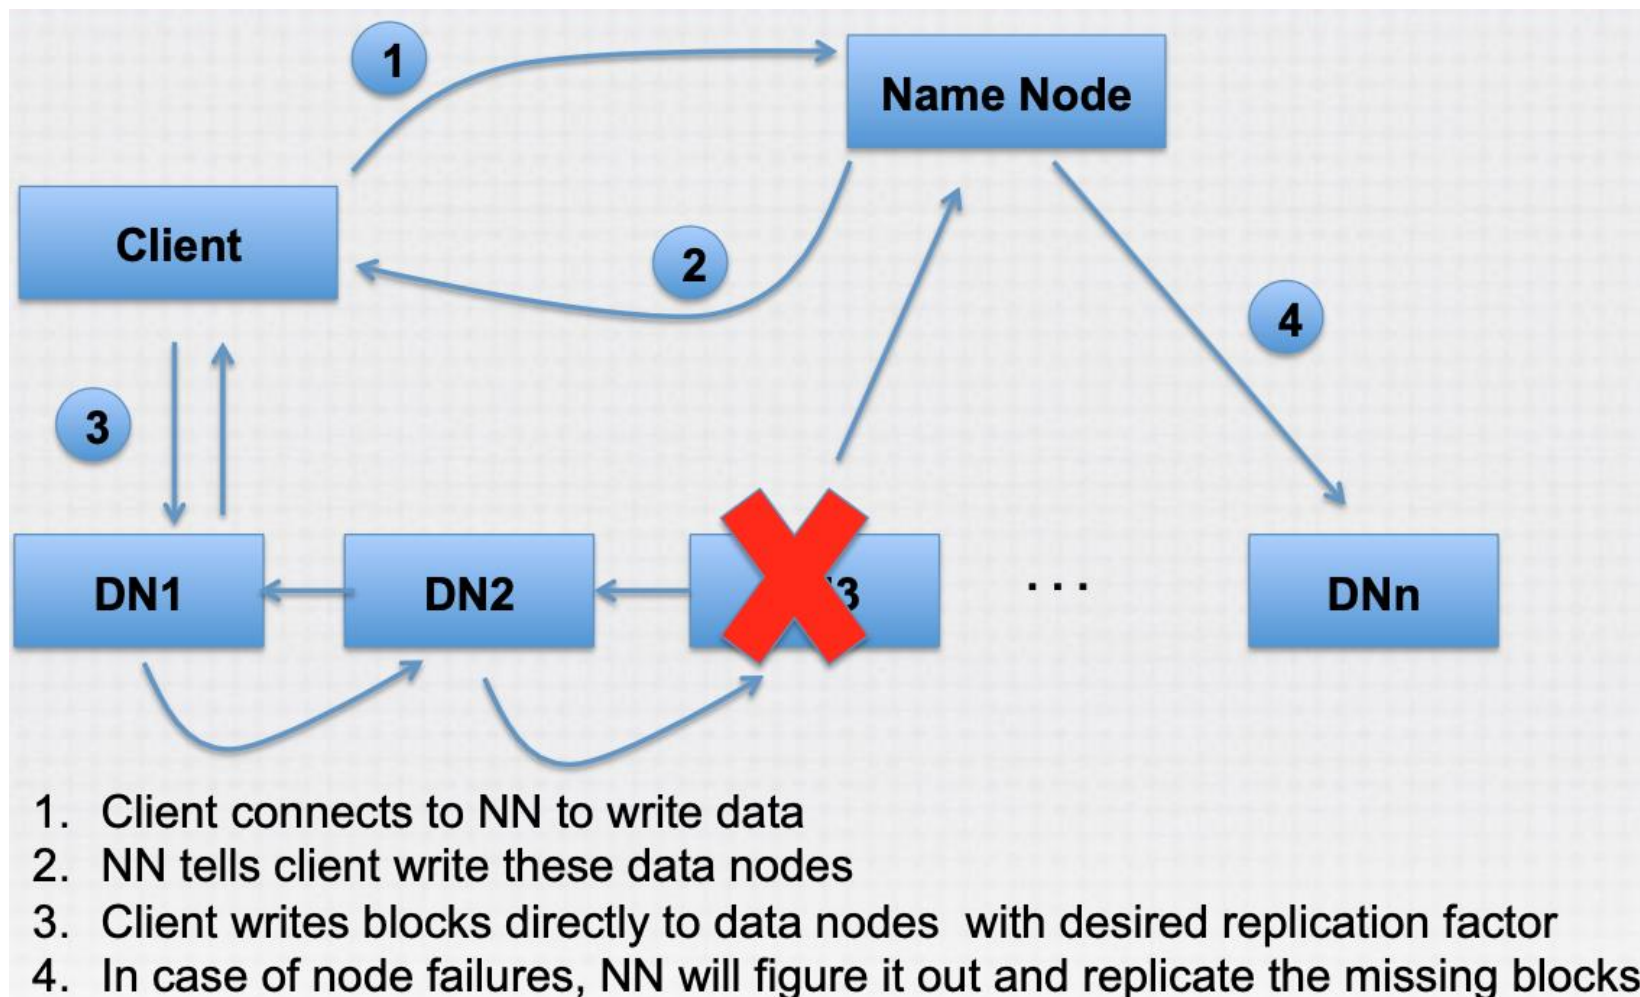 1
Name Node
Client
2
4
3
DN1
DN2
3
. . .
DNn
1. Client connects to NN to write data
2. NN tells client write these data nodes
3. Client writes blocks directly to data nodes with desired replication factor
4. In case of node failures, NN will figure it out and replicate the missing blocks